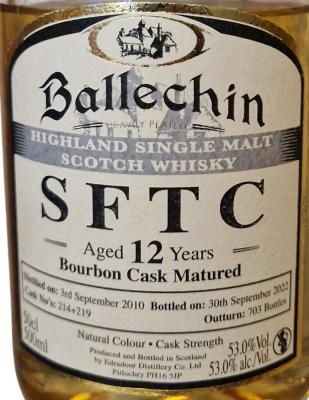 Ballechin
HEAVILY PEATED
HIGHLAND SINGLE MALT
SCOTCH WHISKY
SFTC
Aged 12 Years
Bourbon Cask Matured
Distilled on: 3rd September 2010 Bottled on: 30th September 2022
Cask No's: 214+219 Outturn: 703 Bottles
50cl
500ml
Natural Colour • Cask Strength
Produced and Bottled in Scotland
by Edradour Distillery Co. Ltd
Pitlochry PH16 5JP
53.0%Vol.
53.0% alc/Vol.